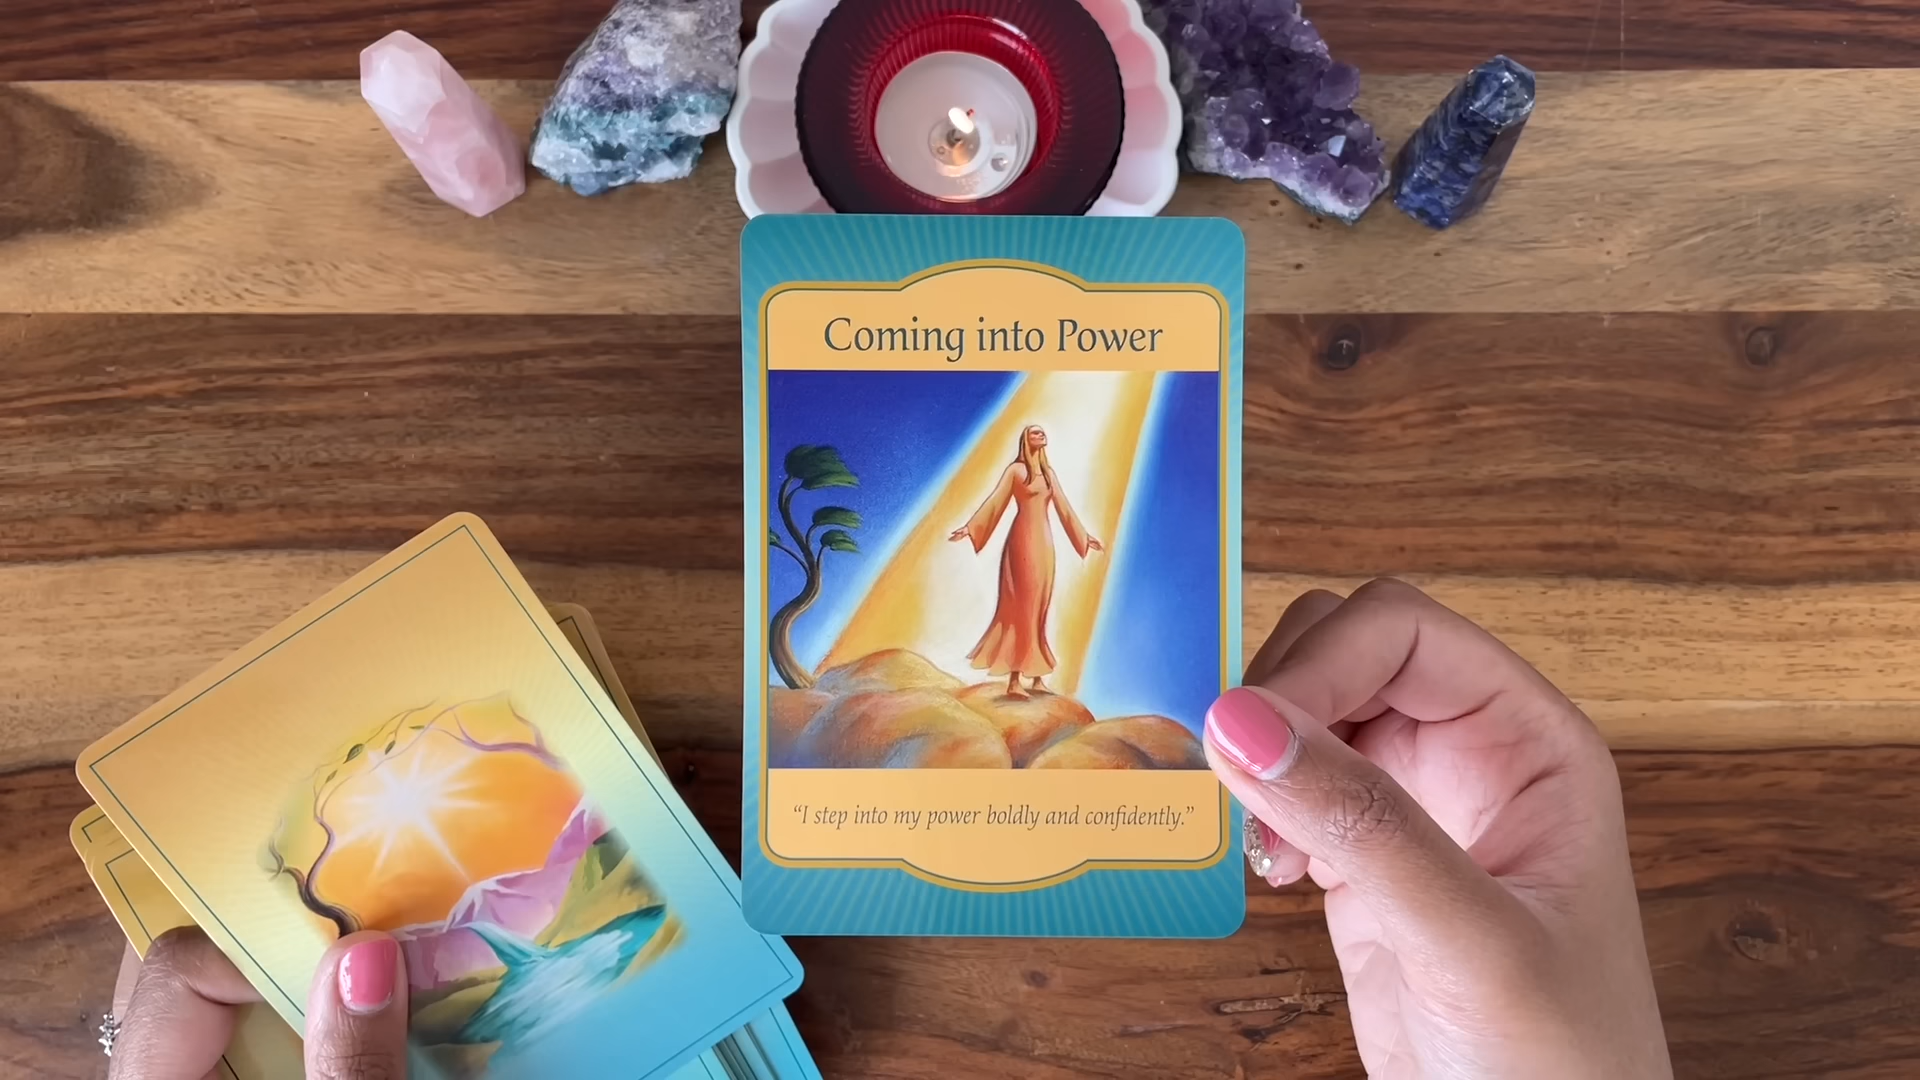 Coming into Power
“I step into my power boldly and confidently.”